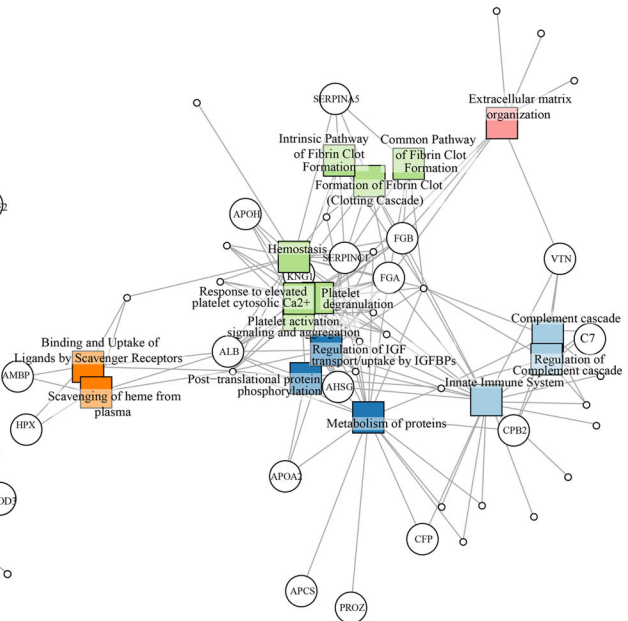 Extracellular matrix
organization
SERPINA5
Intrinsic Pathway
of Fibrin Clot
Formation
Common Pathway
of Fibrin Clot
Formation
Formation of Fibrin Clot
(Clotting Cascade)
APOH
Hemostasis
SERPINC1
FGB
KNG1
FGA
VTN
Response to elevated
platelet cytosolic Ca2+
Platelet
degranulation
Platelet activation,
signaling and aggregation
Complement cascade
C7
Regulation of
Complement cascade
Binding and Uptake of
Ligands by Scavenger Receptors
ALB
Regulation of IGF
transport/uptake by IGFBPs
AMBP
Scavenging of heme from
plasma
Post-translational protein
phosphorylation
AHSG
Innate Immune System
HPX
Metabolism of proteins
CPB2
APOA2
CFP
APCS
PROZ